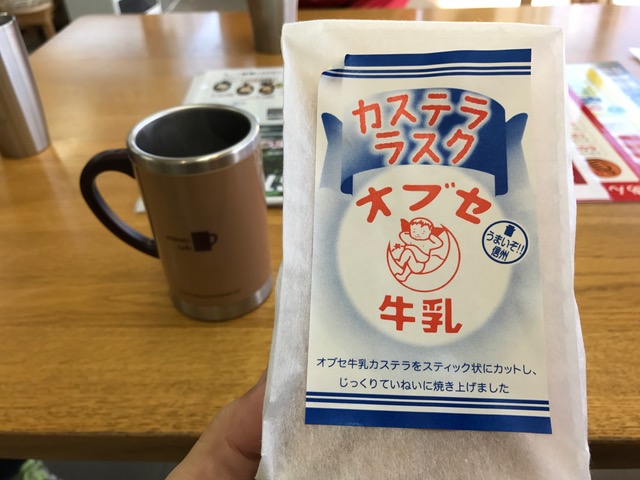 カステラ
ラスク
オブセ
うまいぞ!!
信州
牛乳
オブセ牛乳カステラをスティック状にカットし、
じっくりていねいに焼き上げました